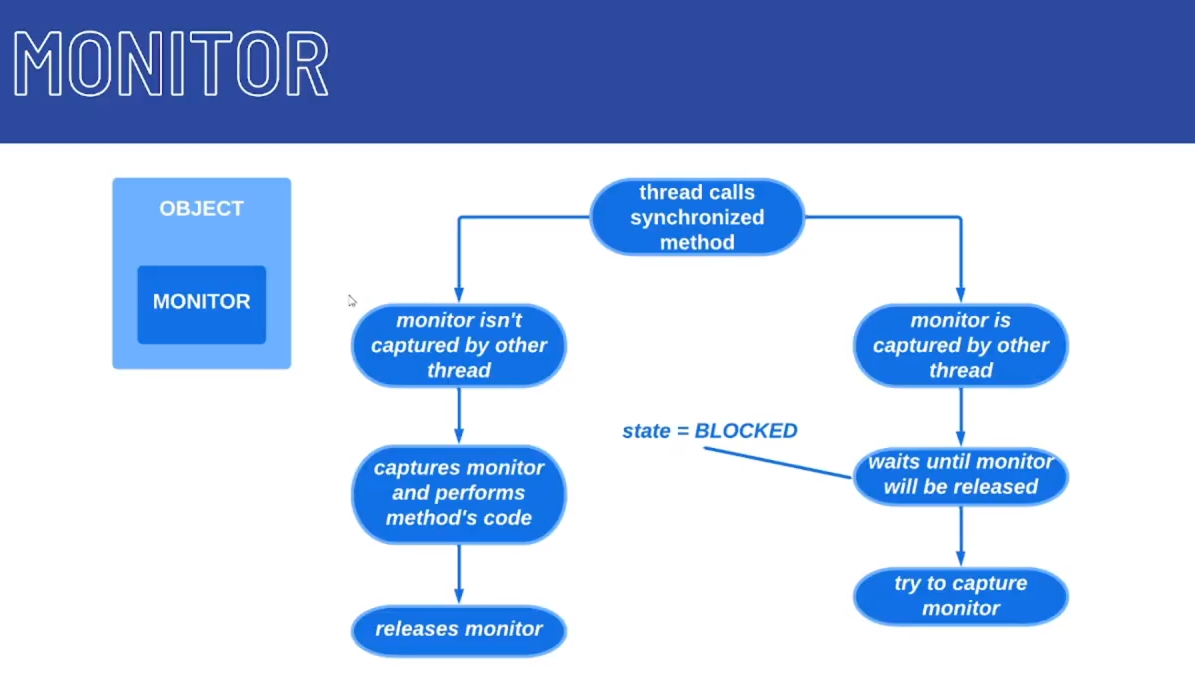 MONITOR
OBJECT
MONITOR
thread calls
synchronized
method
monitor isn't
captured by other
thread
monitor is
captured by other
thread
state = BLOCKED
captures monitor
and performs
method's code
waits until monitor
will be released
releases monitor
try to capture
monitor